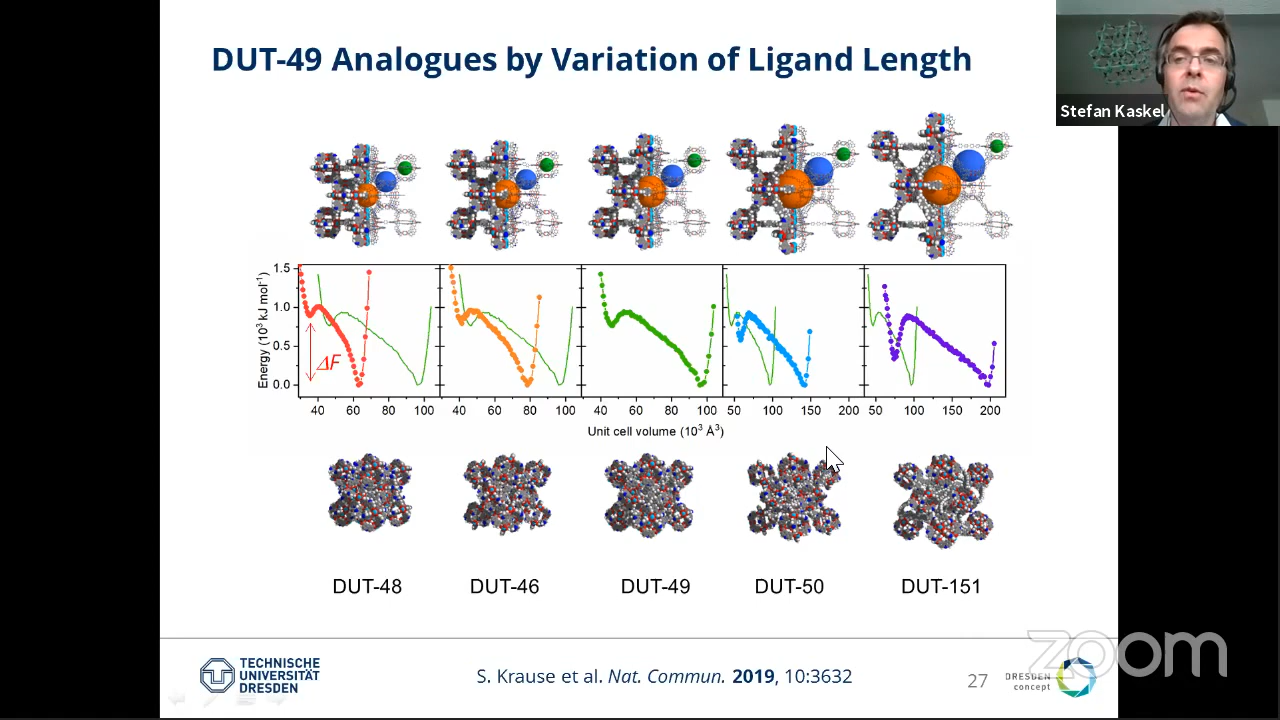 DUT-49 Analogues by Variation of Ligand Length
Stefan Kaskel
Energy (10³ kJ mol⁻¹)
1.5
1.0
0.5
0.0
ΔF
40 60 80 100 40 60 80 100 40 60 80 100 50 100 150 200 50 100 150 200
Unit cell volume (10³ Å³)
DUT-48 DUT-46 DUT-49 DUT-50 DUT-151
TECHNISCHE
UNIVERSITÄT
DRESDEN
S. Krause et al. Nat. Commun. 2019, 10:3632
27
DRESDEN
concept
zoom